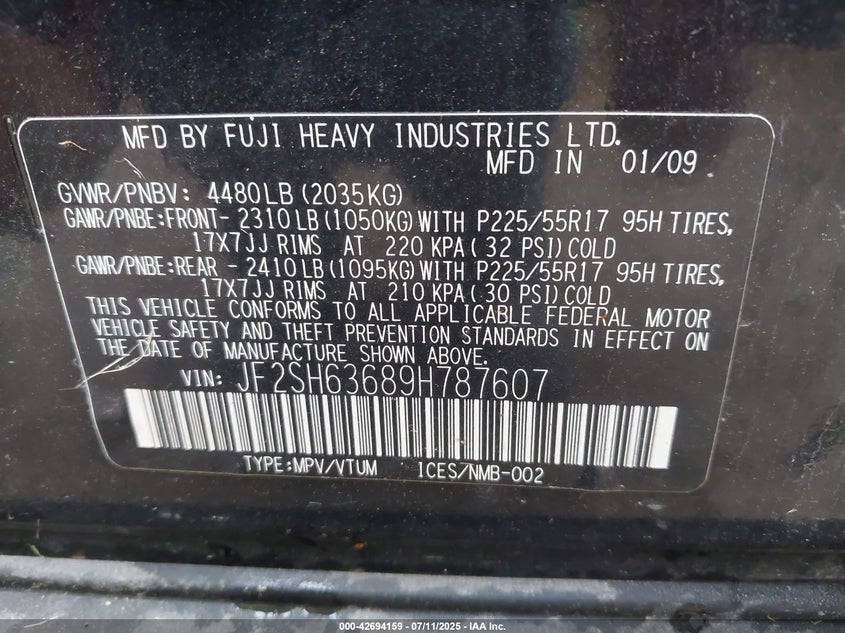 MFD BY FUJI HEAVY INDUSTRIES LTD.
MFD IN 01/09
GVWR/PNBV: 4480LB (2035KG)
GAWR/PNBE:FRONT- 2310LB (1050KG) WITH P225/55R17 95H TIRES,
17X7JJ RIMS AT 220 KPA (32 PSI) COLD
GAWR/PNBE:REAR - 2410LB (1095KG) WITH P225/55R17 95H TIRES,
17X7JJ RIMS AT 210 KPA (30 PSI) COLD
THIS VEHICLE CONFORMS TO ALL APPLICABLE FEDERAL MOTOR
VEHICLE SAFETY AND THEFT PREVENTION STANDARDS IN EFFECT ON
THE DATE OF MANUFACTURE SHOWN ABOVE.
VIN: JF2SH63689H787607
TYPE:MPV/VTUM ICES/NMB-002
000-42694159 - 07/11/2025 - IAA Inc.